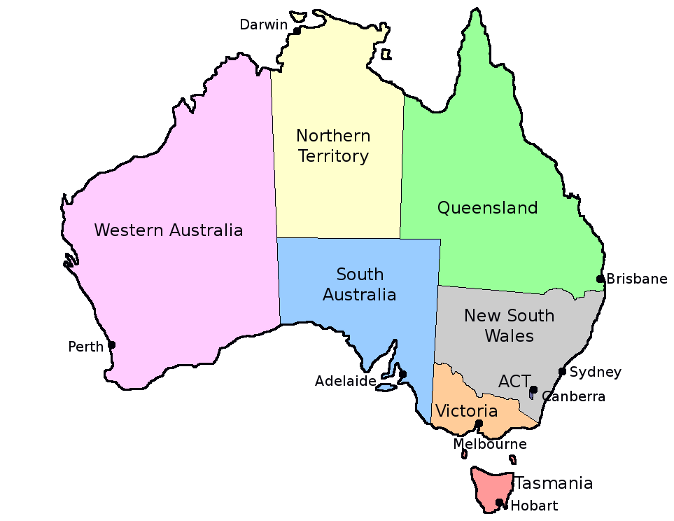 Darwin
Northern
Territory
Queensland
Western Australia
South
Australia
Brisbane
New South
Wales
Perth
Sydney
Adelaide
ACT
Canberra
Victoria
Melbourne
Tasmania
Hobart